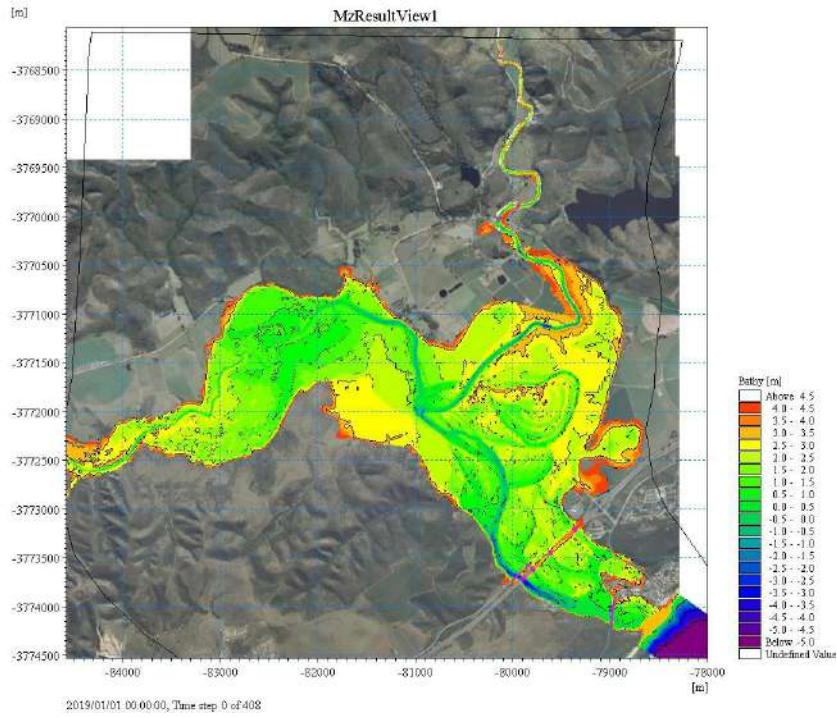 [m]
MzResultView1
-3768500
-3769000
-3769500
-3770000
-3770500
-3771000
-3771500
-3772000
-3772500
-3773000
-3773500
-3774000
-3774500
-84000 -83000 -82000 -81000 -80000 -79000 -78000
[m]
Bathy [m]
Above 4.5
4.0 - 4.5
3.5 - 4.0
3.0 - 3.5
2.5 - 3.0
2.0 - 2.5
1.5 - 2.0
1.0 - 1.5
0.5 - 1.0
0.0 - 0.5
-1.0 - 0.0
-1.5 - -1.0
-2.0 - -1.5
-2.5 - -2.0
-3.0 - -2.5
-3.5 - -3.0
-4.0 - -3.5
-4.5 - -4.0
-5.0 - -4.5
Below -5.0
Undefined Value
2019/01/01 00:00:00, Time step 0 of 408